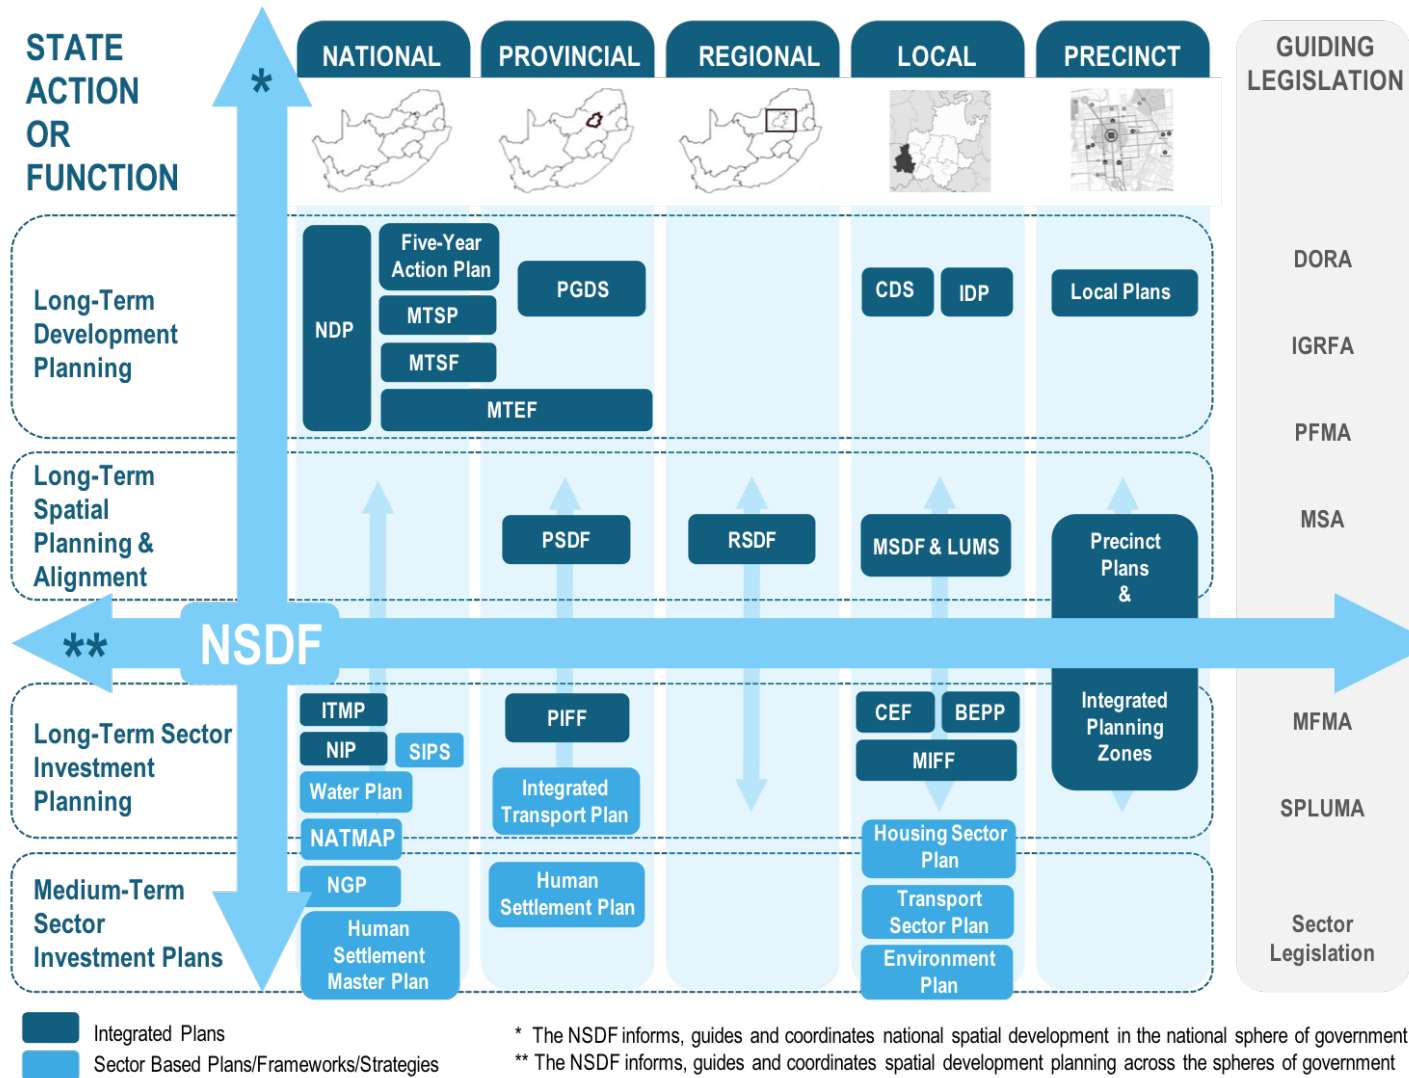 STATE
ACTION
OR
FUNCTION
*
NATIONAL
PROVINCIAL
REGIONAL
LOCAL
PRECINCT
GUIDING
LEGISLATION
Long-Term
Development
Planning
NDP
Five-Year
Action Plan
MTSP
MTSF
MTEF
PGDS
CDS
IDP
Local Plans
DORA
IGRFA
PFMA
Long-Term
Spatial
Planning &
Alignment
PSDF
RSDF
MSDF & LUMS
Precinct
Plans
&
MSA
**
NSDF
Long-Term Sector
Investment
Planning
ITMP
NIP
SIPS
Water Plan
NATMAP
PIFF
Integrated
Transport Plan
CEF
BEPP
MIFF
Housing Sector
Plan
Integrated
Planning
Zones
MFMA
SPLUMA
Medium-Term
Sector
Investment Plans
NGP
Human
Settlement
Master Plan
Human
Settlement Plan
Transport
Sector Plan
Environment
Plan
Sector
Legislation
Integrated Plans
Sector Based Plans/Frameworks/Strategies
* The NSDF informs, guides and coordinates national spatial development in the national sphere of government
** The NSDF informs, guides and coordinates spatial development planning across the spheres of government